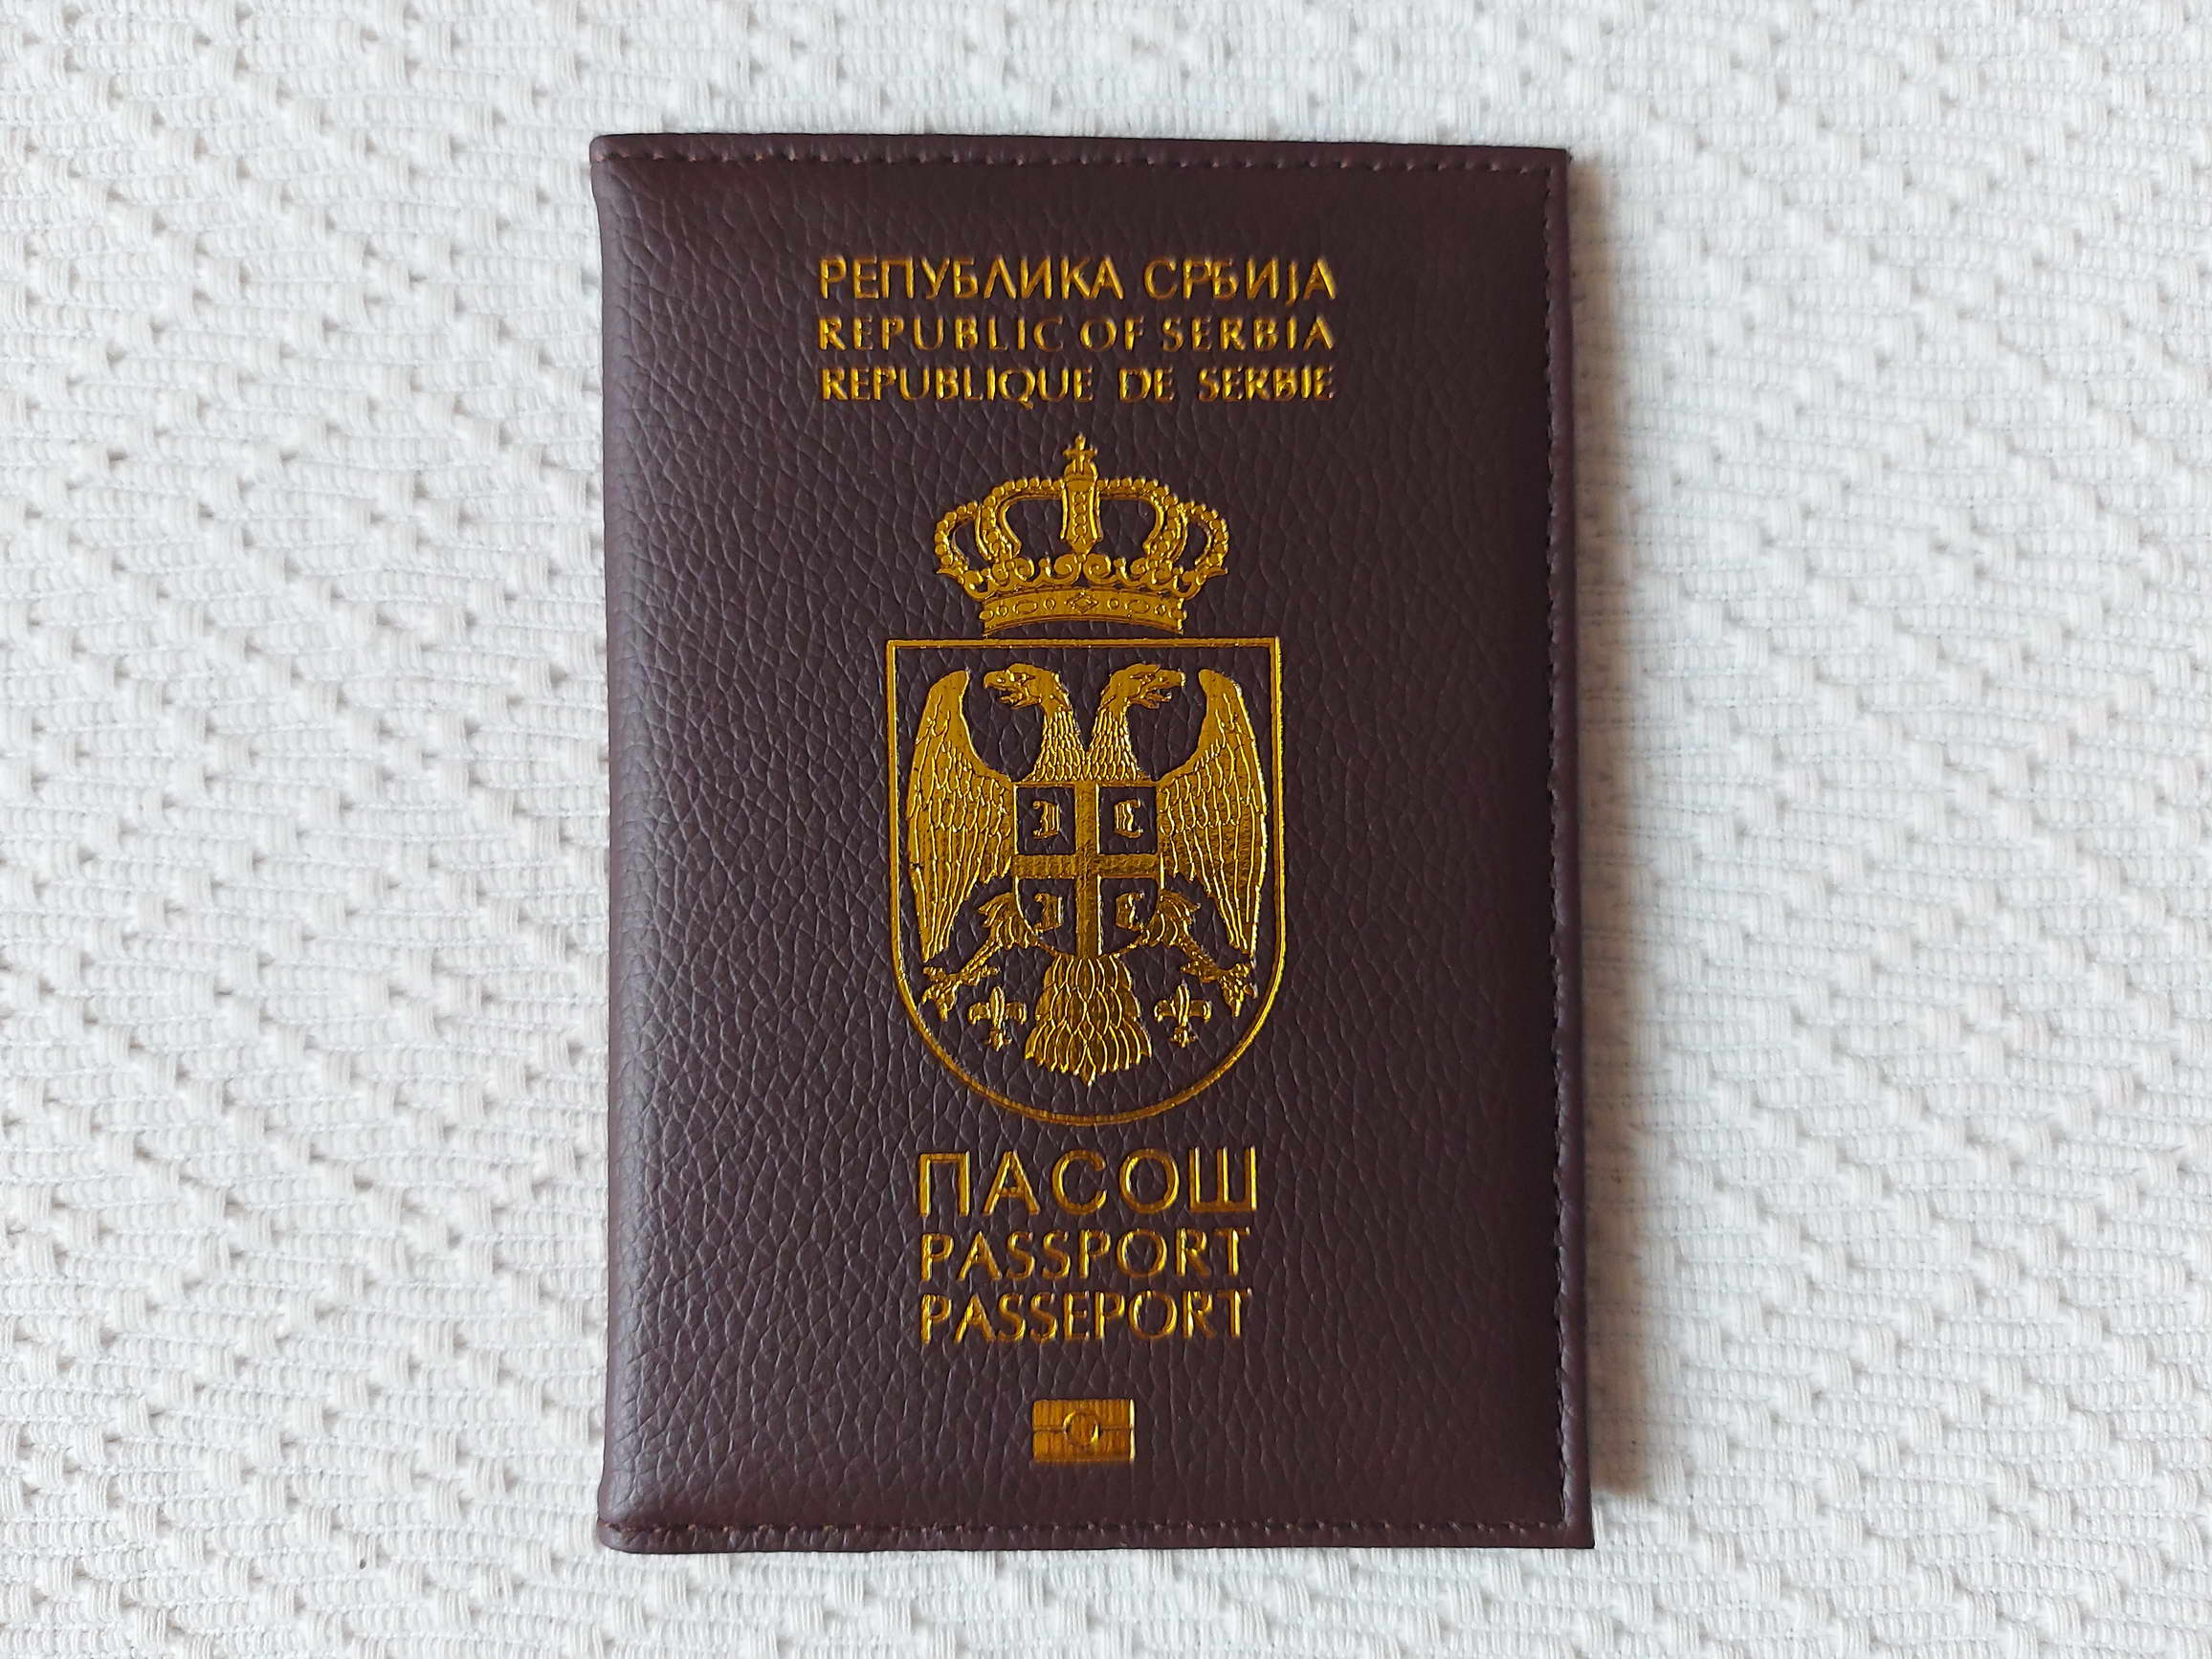 РЕПУБЛИКА СРБИЈА
REPUBLIC OF SERBIA
REPUBLIQUE DE SERBIE
ПАСОШ
PASSPORT
PASSEPORT